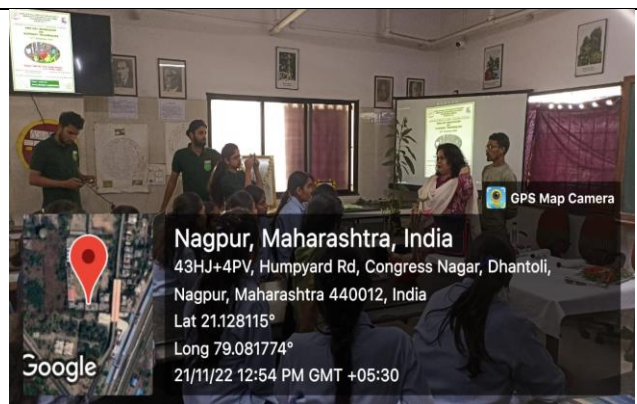 GPS Map Camera
Nagpur, Maharashtra, India
43HJ+4PV, Humpyard Rd, Congress Nagar, Dhantoli,
Nagpur, Maharashtra 440012, India
Lat 21.128115°
Long 79.081774°
21/11/22 12:54 PM GMT +05:30
Google